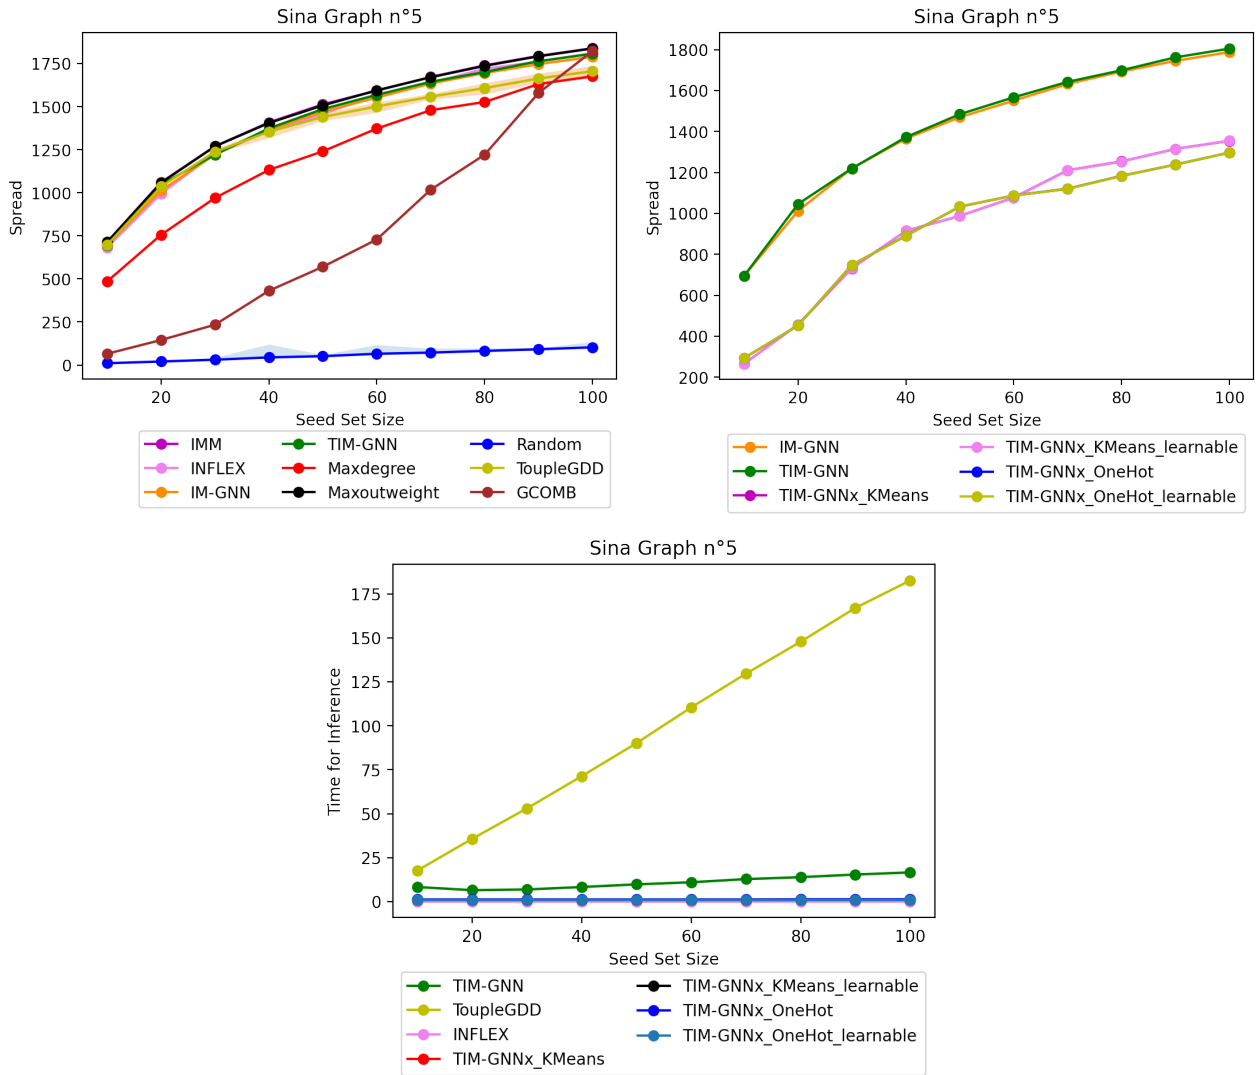 Sina Graph n°5
1750
1500
1250
1000
750
500
250
0
Spread
20 40 60 80 100
Seed Set Size
IMM TIM-GNN Random
INFLEX Maxdegree ToupleGDD
IM-GNN Maxoutweight GCOMB
Sina Graph n°5
1800
1600
1400
1200
1000
800
600
400
200
Spread
20 40 60 80 100
Seed Set Size
IM-GNN TIM-GNNx_KMeans_learnable
TIM-GNN TIM-GNNx_OneHot
TIM-GNNx_KMeans TIM-GNNx_OneHot_learnable
Sina Graph n°5
175
150
125
100
75
50
25
0
Time for Inference
20 40 60 80 100
Seed Set Size
TIM-GNN TIM-GNNx_KMeans_learnable
ToupleGDD TIM-GNNx_OneHot
INFLEX TIM-GNNx_OneHot_learnable
TIM-GNNx_KMeans